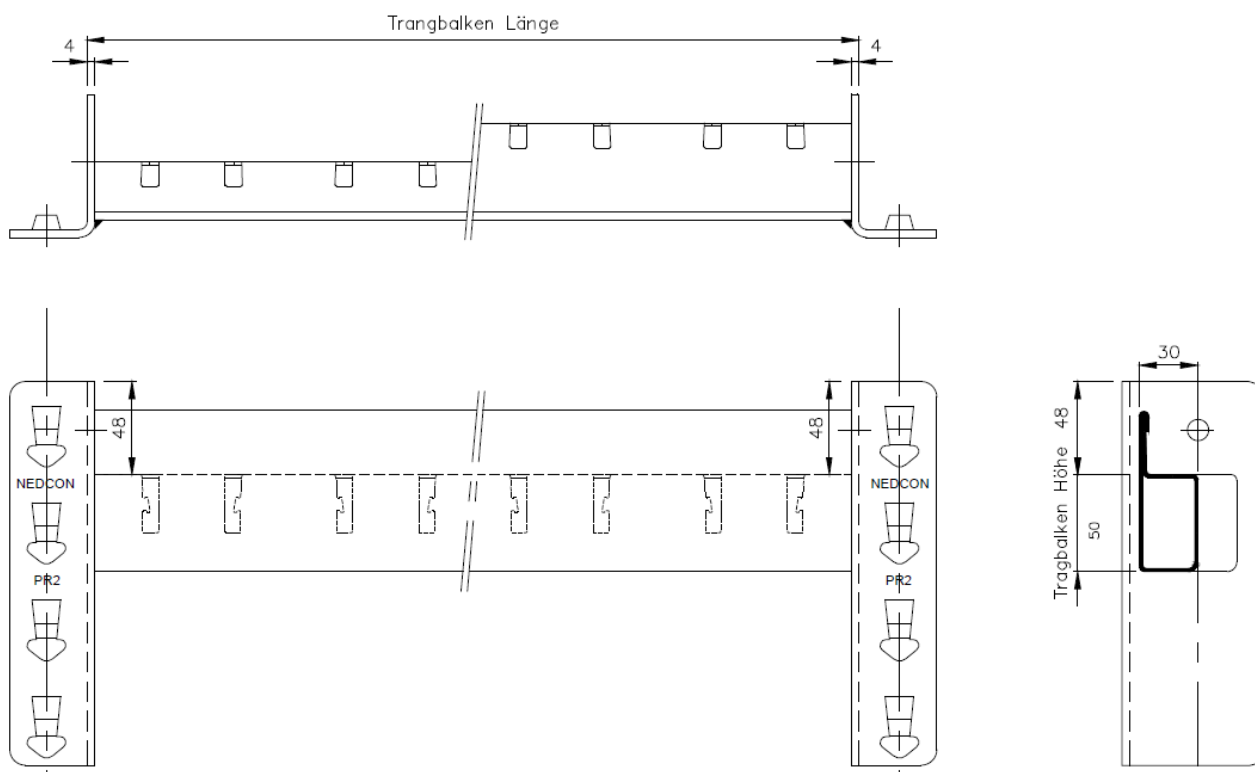 Trangbalken Länge
4
4
30
48
48
Tragbalken Höhe
48
50
NEDCON
NEDCON
PR2
PR2